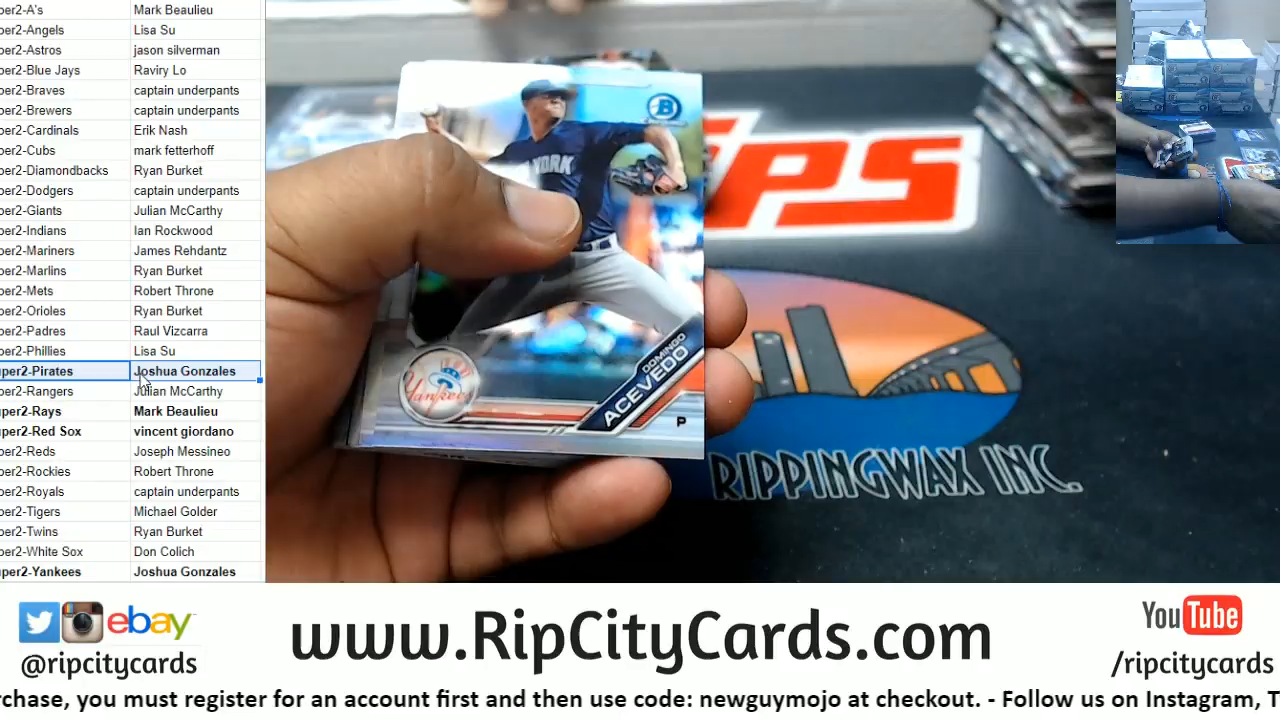 per2-A's Mark Beaulieu
per2-Angels Lisa Su
per2-Astros jason silverman
per2-Blue Jays Raviry Lo
per2-Braves captain underpants
per2-Brewers captain underpants
per2-Cardinals Erik Nash
per2-Cubs mark fetterhoff
per2-Diamondbacks Ryan Burket
per2-Dodgers captain underpants
per2-Giants Julian McCarthy
per2-Indians Ian Rockwood
per2-Mariners James Rehdantz
per2-Marlins Ryan Burket
per2-Mets Robert Throne
per2-Orioles Ryan Burket
per2-Padres Raul Vizcarra
per2-Phillies Lisa Su
uper2-Pirates Joshua Gonzales
per2-Rangers Julian McCarthy
uper2-Rays Mark Beaulieu
uper2-Red Sox vincent giordano
per2-Reds Joseph Messineo
per2-Rockies Robert Throne
per2-Royals captain underpants
per2-Tigers Michael Golder
per2-Twins Ryan Burket
per2-White Sox Don Colich
uper2-Yankees Joshua Gonzales
B
YORK
Yankees
DOMINGO
ACEVEDO
P
PPS
RIPPINGWAX INC.
ebay
@ripcitycards
www.RipCityCards.com
YouTube
/ripcitycards
rchase, you must register for an account first and then use code: newguymojo at checkout. - Follow us on Instagram, T